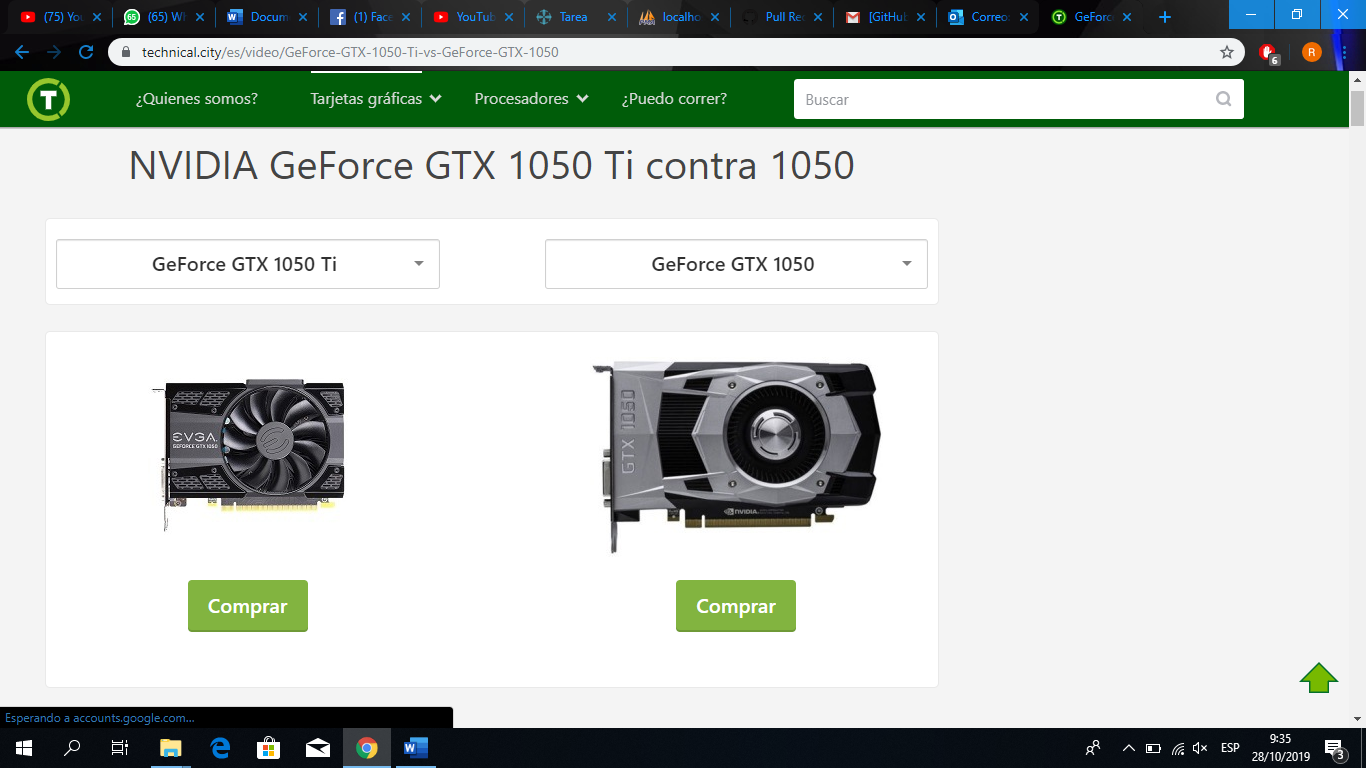 (75) You
(65) Wh
Docum
(1) Face
YouTub
Tarea
localho
Pull Req
[GitHub
Correo
GeForc
technical.city/es/video/GeForce-GTX-1050-Ti-vs-GeForce-GTX-1050
6
R
T
¿Quienes somos?
Tarjetas gráficas
Procesadores
¿Puedo correr?
Buscar
NVIDIA GeForce GTX 1050 Ti contra 1050
GeForce GTX 1050 Ti
GeForce GTX 1050
EVGA
GEFORCE GTX 1050
GTX 1050
NVIDIA
Comprar
Comprar
Esperando a accounts.google.com...
ESP
9:35
28/10/2019
3